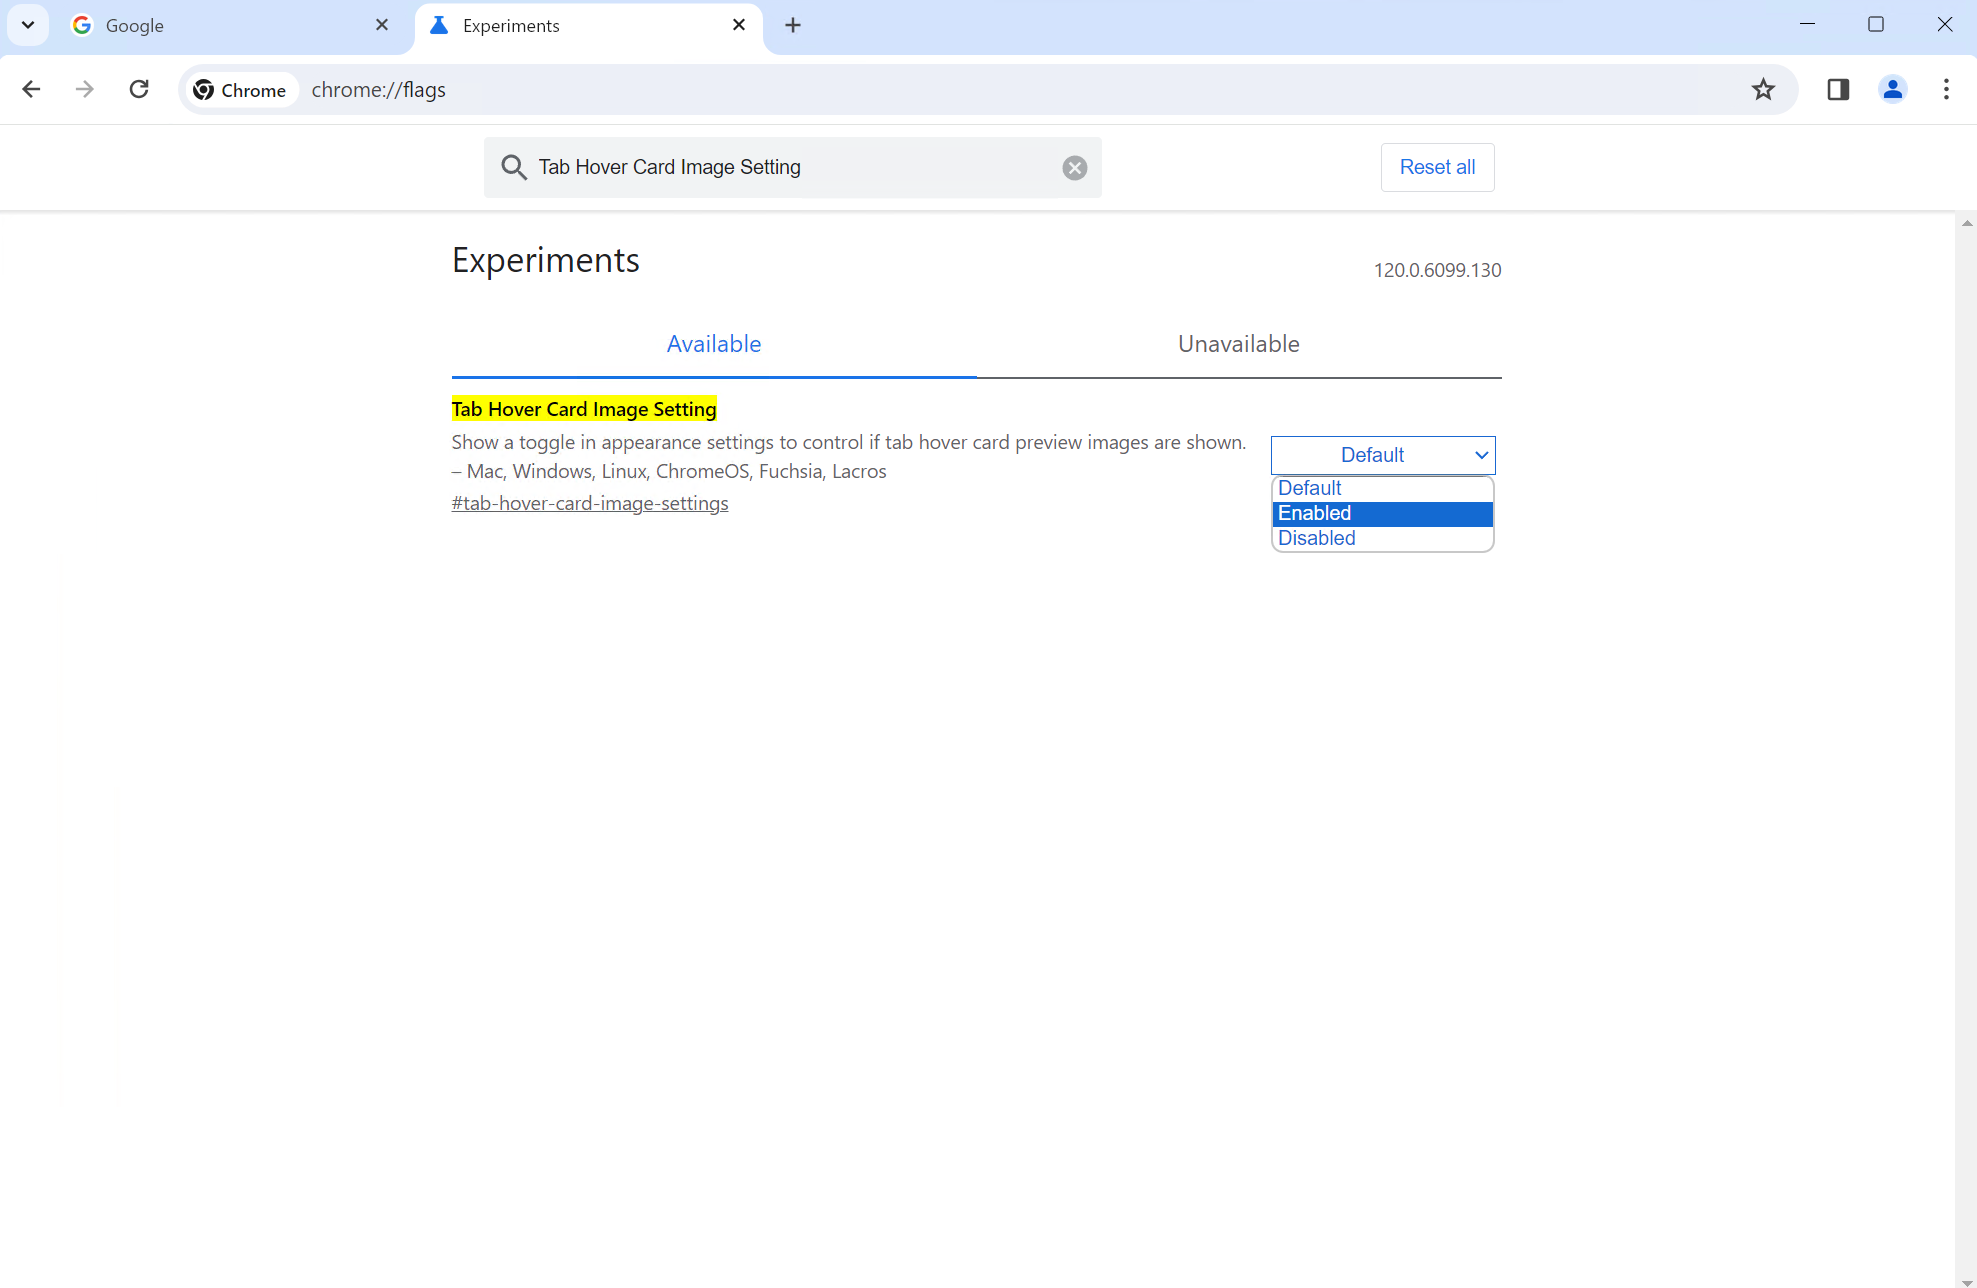 Google
Experiments
Chrome
chrome://flags
Tab Hover Card Image Setting
Reset all
Experiments
120.0.6099.130
Available
Unavailable
Tab Hover Card Image Setting
Show a toggle in appearance settings to control if tab hover card preview images are shown.
– Mac, Windows, Linux, ChromeOS, Fuchsia, Lacros
#tab-hover-card-image-settings
Default
Default
Enabled
Disabled